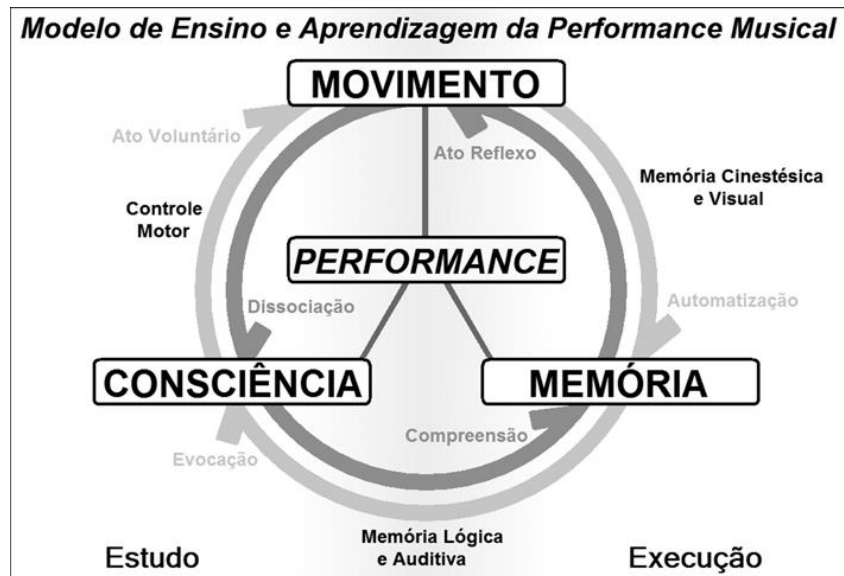 Modelo de Ensino e Aprendizagem da Performance Musical
MOVIMENTO
Ato Voluntário
Ato Reflexo
Memória Cinestésica
e Visual
Controle
Motor
PERFORMANCE
Dissociação
Automatização
CONSCIÊNCIA
MEMÓRIA
Compreensão
Evocação
Memória Lógica
e Auditiva
Estudo
Execução